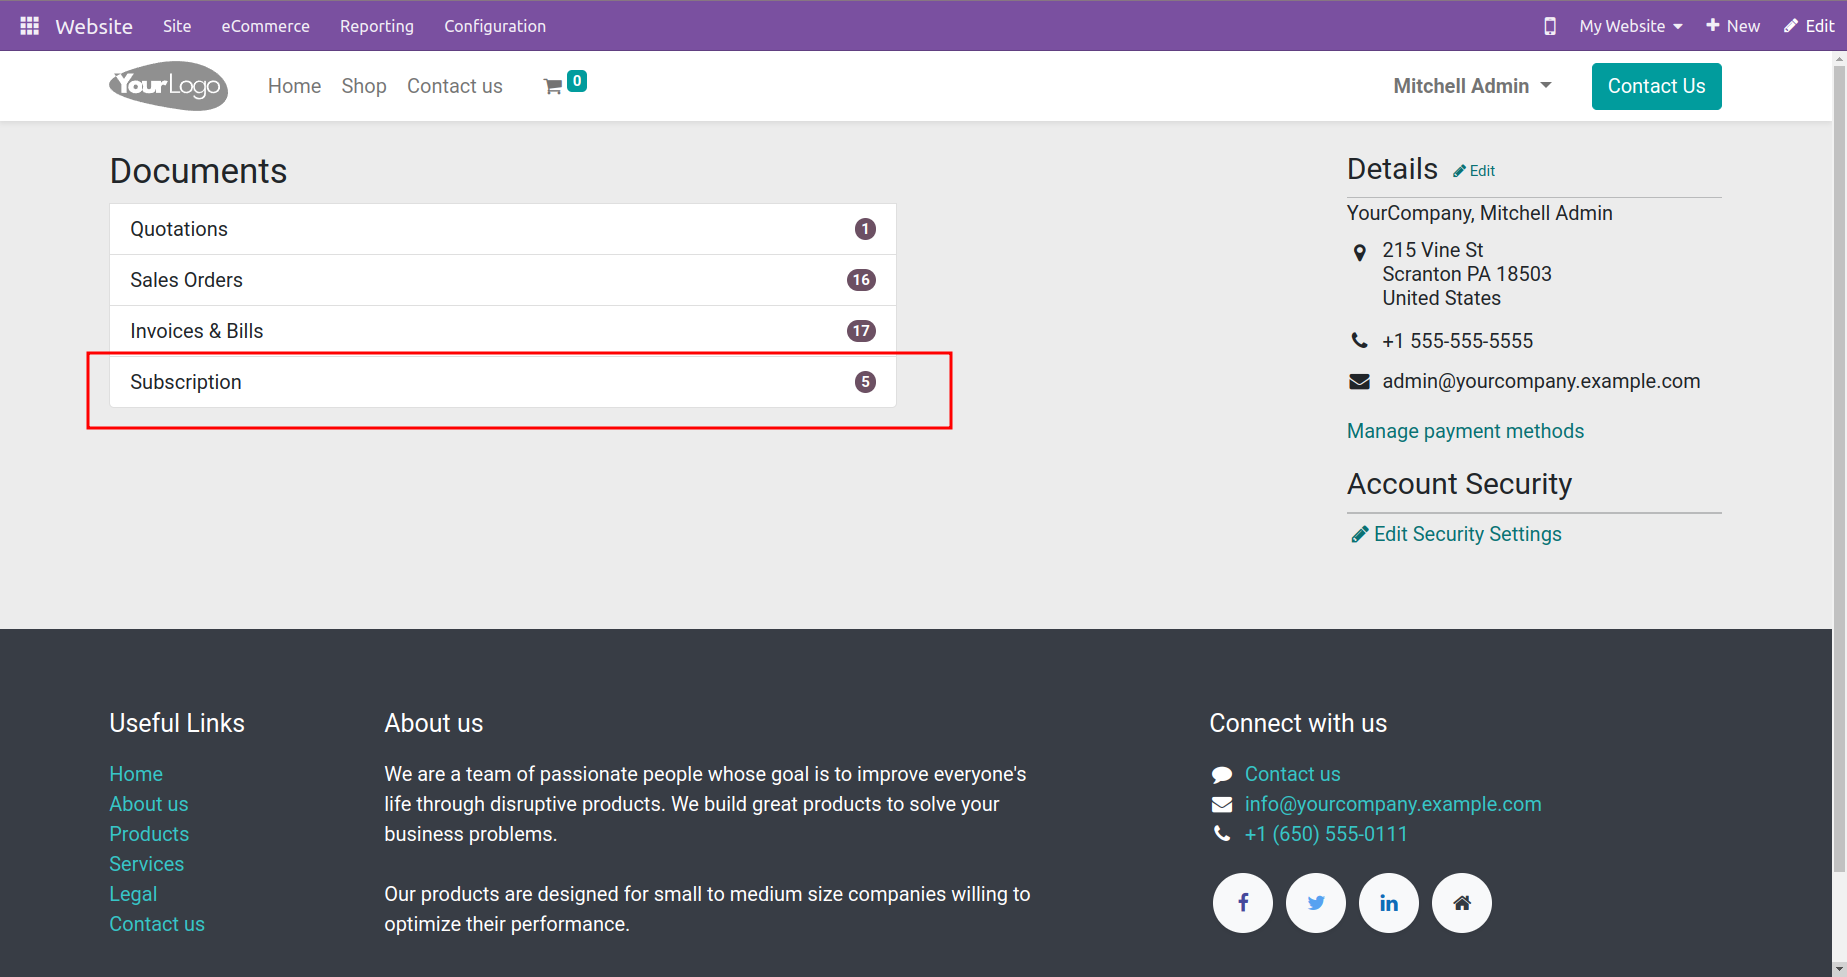 Website Site eCommerce Reporting Configuration My Website New Edit
YourLogo Home Shop Contact us 0 Mitchell Admin Contact Us
Documents
Quotations 1
Sales Orders 16
Invoices & Bills 17
Subscription 5
Details Edit
YourCompany, Mitchell Admin
215 Vine St
Scranton PA 18503
United States
+1 555-555-5555
admin@yourcompany.example.com
Manage payment methods
Account Security
Edit Security Settings
Useful Links
Home
About us
Products
Services
Legal
Contact us
About us
We are a team of passionate people whose goal is to improve everyone's
life through disruptive products. We build great products to solve your
business problems.
Our products are designed for small to medium size companies willing to
optimize their performance.
Connect with us
Contact us
info@yourcompany.example.com
+1 (650) 555-0111